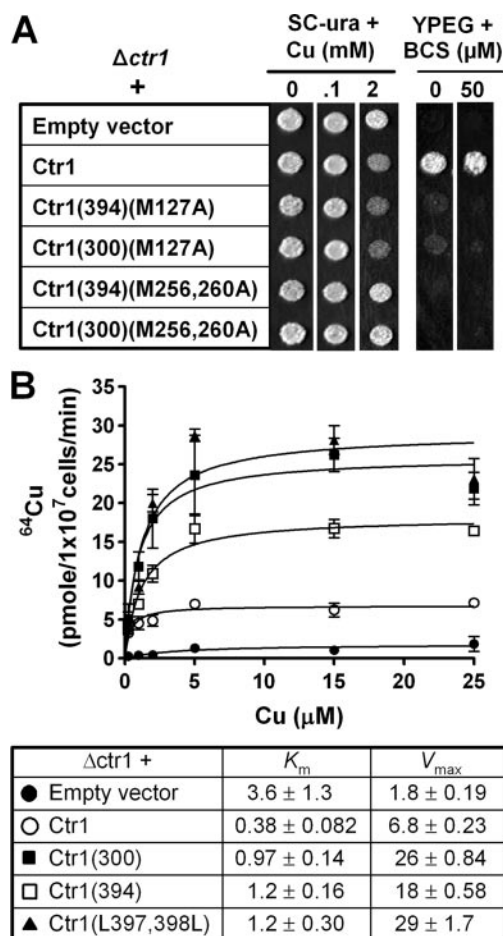 A
Δctr1
+
SC-ura +
Cu (mM)
0 .1 2
YPEG +
BCS (μM)
0 50
Empty vector
Ctr1
Ctr1(394)(M127A)
Ctr1(300)(M127A)
Ctr1(394)(M256,260A)
Ctr1(300)(M256,260A)
B
⁶⁴Cu
(pmole/1x10⁷cells/min)
35
30
25
20
15
10
5
0
0 5 10 15 20 25
Cu (μM)
Δctr1 + Km Vmax
Empty vector 3.6 ± 1.3 1.8 ± 0.19
Ctr1 0.38 ± 0.082 6.8 ± 0.23
Ctr1(300) 0.97 ± 0.14 26 ± 0.84
Ctr1(394) 1.2 ± 0.16 18 ± 0.58
Ctr1(L397,398L) 1.2 ± 0.30 29 ± 1.7